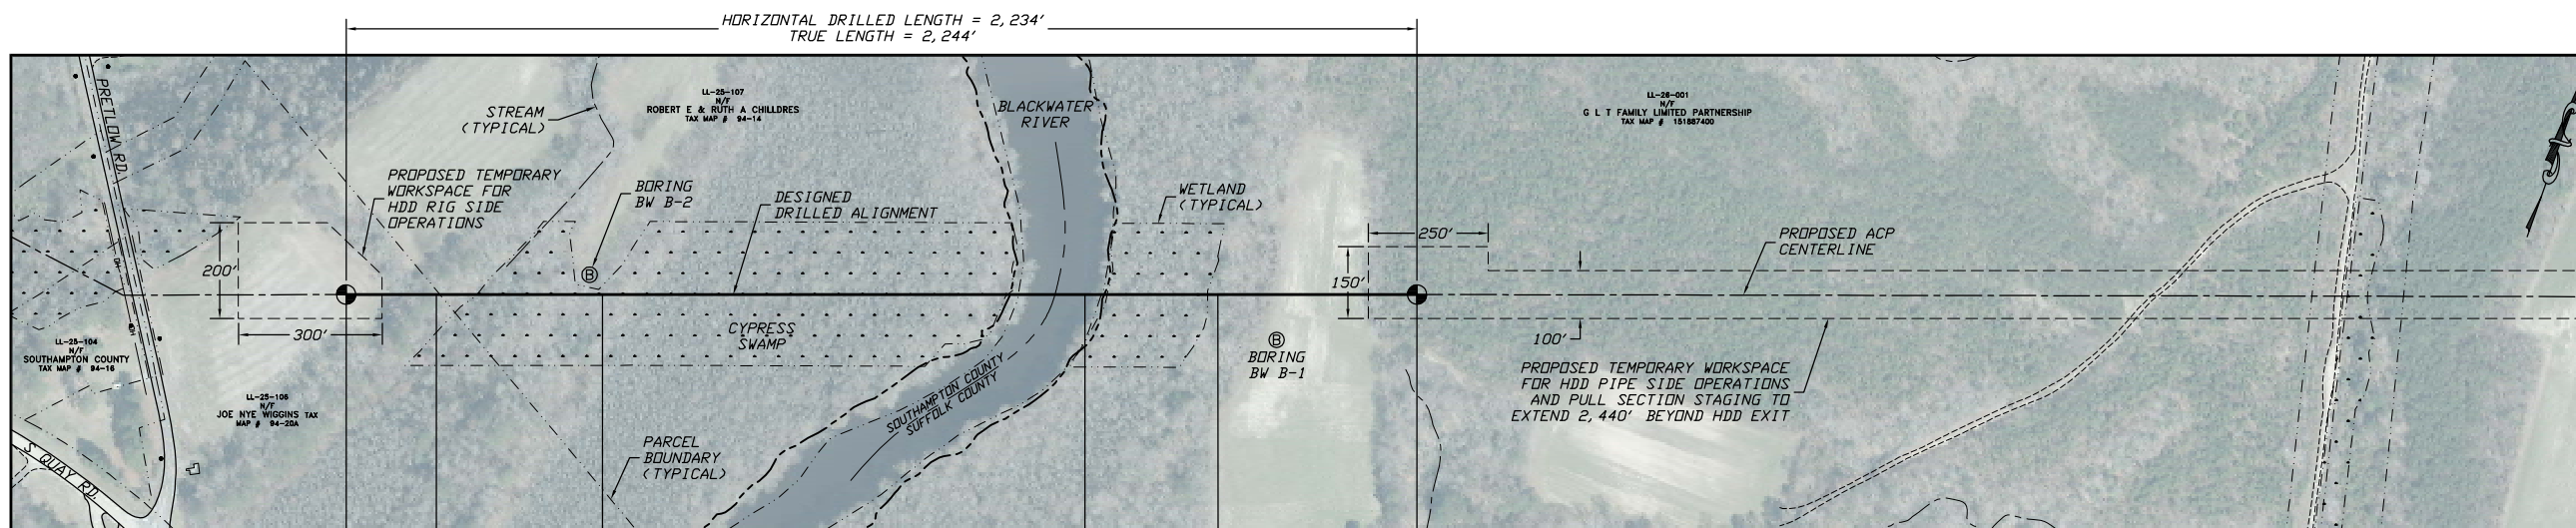 HORIZONTAL DRILLED LENGTH = 2,234'
TRUE LENGTH = 2,244'
PRETLOW RD.
STREAM
(TYPICAL)
LL-25-107
N/F
ROBERT E & RUTH A CHILLDRES
TAX MAP # 94-14
BLACKWATER
RIVER
LL-26-001
N/F
G L T FAMILY LIMITED PARTNERSHIP
TAX MAP # 151887400
PROPOSED TEMPORARY
WORKSPACE FOR
HDD RIG SIDE
OPERATIONS
BORING
BW B-2
DESIGNED
DRILLED ALIGNMENT
WETLAND
(TYPICAL)
PROPOSED ACP
CENTERLINE
200'
300'
B
250'
150'
100'
CYPRESS
SWAMP
B
BORING
BW B-1
LL-25-104
N/F
SOUTHAMPTON COUNTY
TAX MAP # 94-16
LL-25-106
N/F
JOE NYE WIGGINS TAX
MAP # 94-20A
SOUTHAMPTON COUNTY
SUFFOLK COUNTY
PROPOSED TEMPORARY WORKSPACE
FOR HDD PIPE SIDE OPERATIONS
AND PULL SECTION STAGING TO
EXTEND 2,440' BEYOND HDD EXIT
PARCEL
BOUNDARY
(TYPICAL)
S QUAY RD.